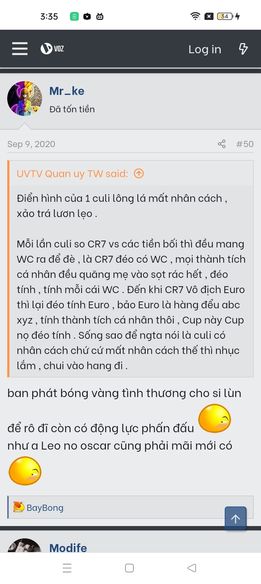 3:35
34
VOZ
Log in
Mr_ke
Đã tốn tiền
Sep 9, 2020
#50
UVTV Quan uy TW said:
Điển hình của 1 culi lông lá mất nhân cách ,
xảo trá lươn lẹo .
Mỗi lần culi so CR7 vs các tiền bối thì đều mang
WC ra để dè , là CR7 đéo có WC , mọi thành tích
cá nhân đều quăng mẹ vào sọt rác hết , đéo
tính , tính mỗi cái WC . Đến khi CR7 Vô địch Euro
thì lại đéo tính Euro , bảo Euro là hàng đểu abc
xyz , tính thành tích cá nhân thôi , Cup này Cup
nọ đéo tính . Sống sao để ngta nói là culi có
nhân cách chứ cứ mất nhân cách thế thì nhục
lắm , chui vào hang đi .
ban phát bóng vàng tình thương cho si lùn
để rô đĩ còn có động lực phấn đấu
như a Leo no oscar cũng phải mãi mới có
BayBong
Modife